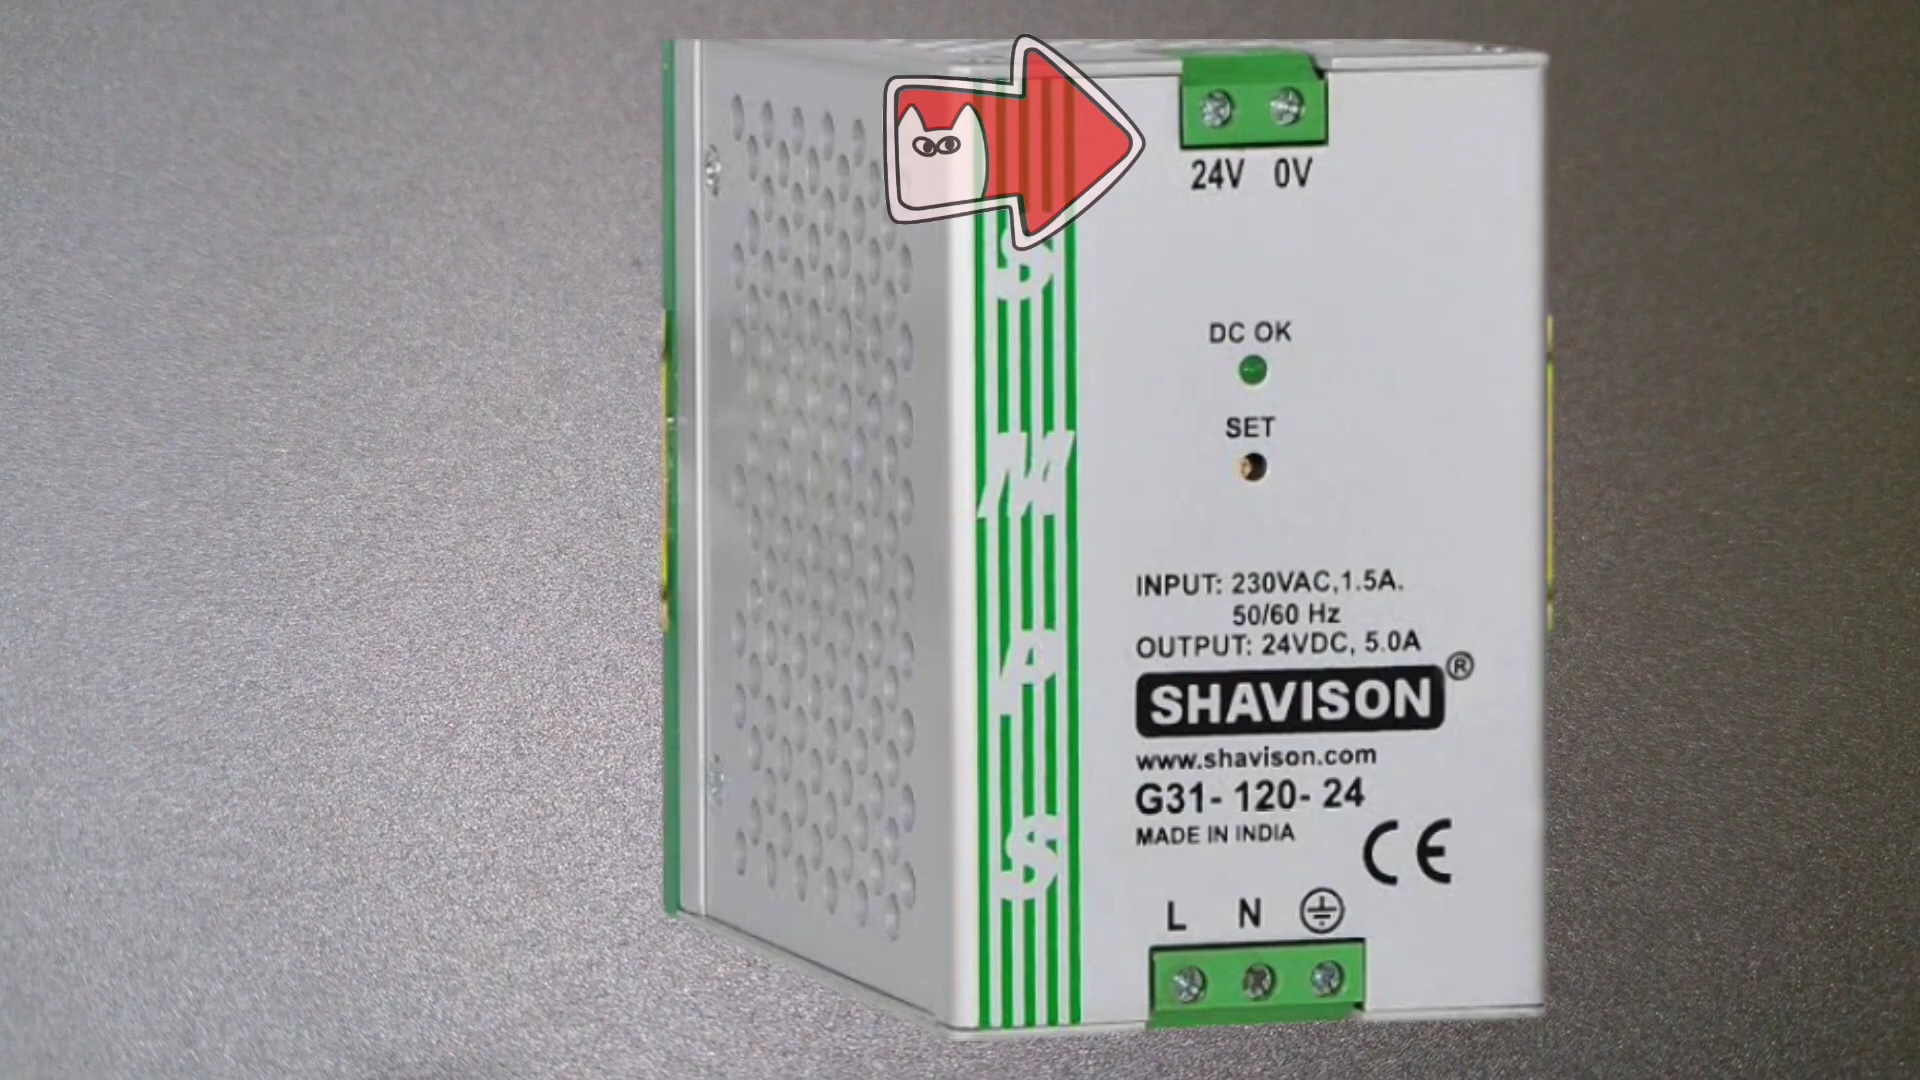 24V 0V
DC OK
SET
SMAS
INPUT: 230VAC,1.5A.
50/60 Hz
OUTPUT: 24VDC, 5.0A
SHAVISON®
www.shavison.com
G31- 120- 24
MADE IN INDIA
CE
L N